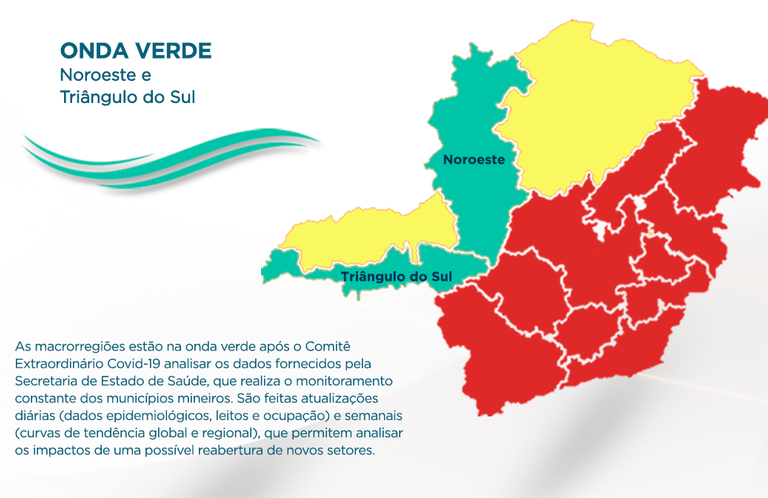 ONDA VERDE
Noroeste e
Triângulo do Sul
Noroeste
Triângulo do Sul
As macrorregiões estão na onda verde após o Comitê
Extraordinário Covid-19 analisar os dados fornecidos pela
Secretaria de Estado de Saúde, que realiza o monitoramento
constante dos municípios mineiros. São feitas atualizações
diárias (dados epidemiológicos, leitos e ocupação) e semanais
(curvas de tendência global e regional), que permitem analisar
os impactos de uma possível reabertura de novos setores.